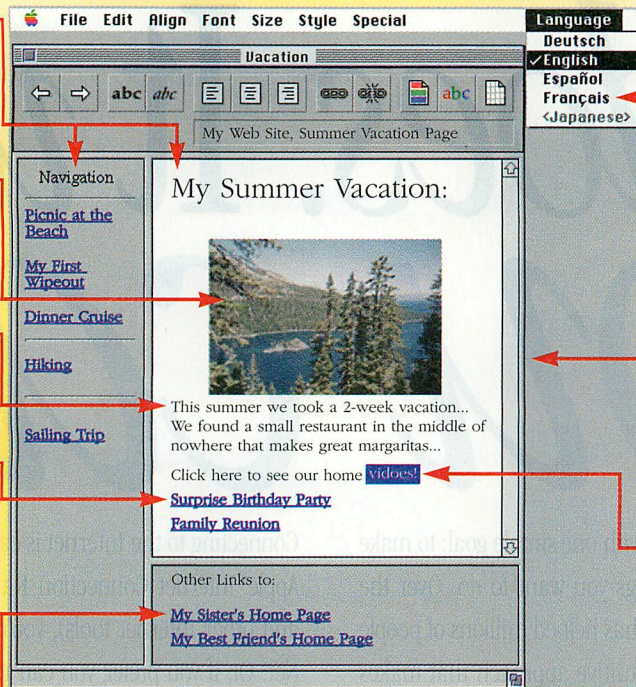 File Edit Align Font Size Style Special
Language
Deutsch
✓English
Español
Français
<Japanese>
Vacation
abc abc abc
My Web Site, Summer Vacation Page
Navigation
Picnic at the
Beach
My First
Wipeout
Dinner Cruise
Hiking
Sailing Trip
My Summer Vacation:
This summer we took a 2-week vacation...
We found a small restaurant in the middle of
nowhere that makes great margaritas...
Click here to see our home vidoes!
Surprise Birthday Party
Family Reunion
Other Links to:
My Sister's Home Page
My Best Friend's Home Page